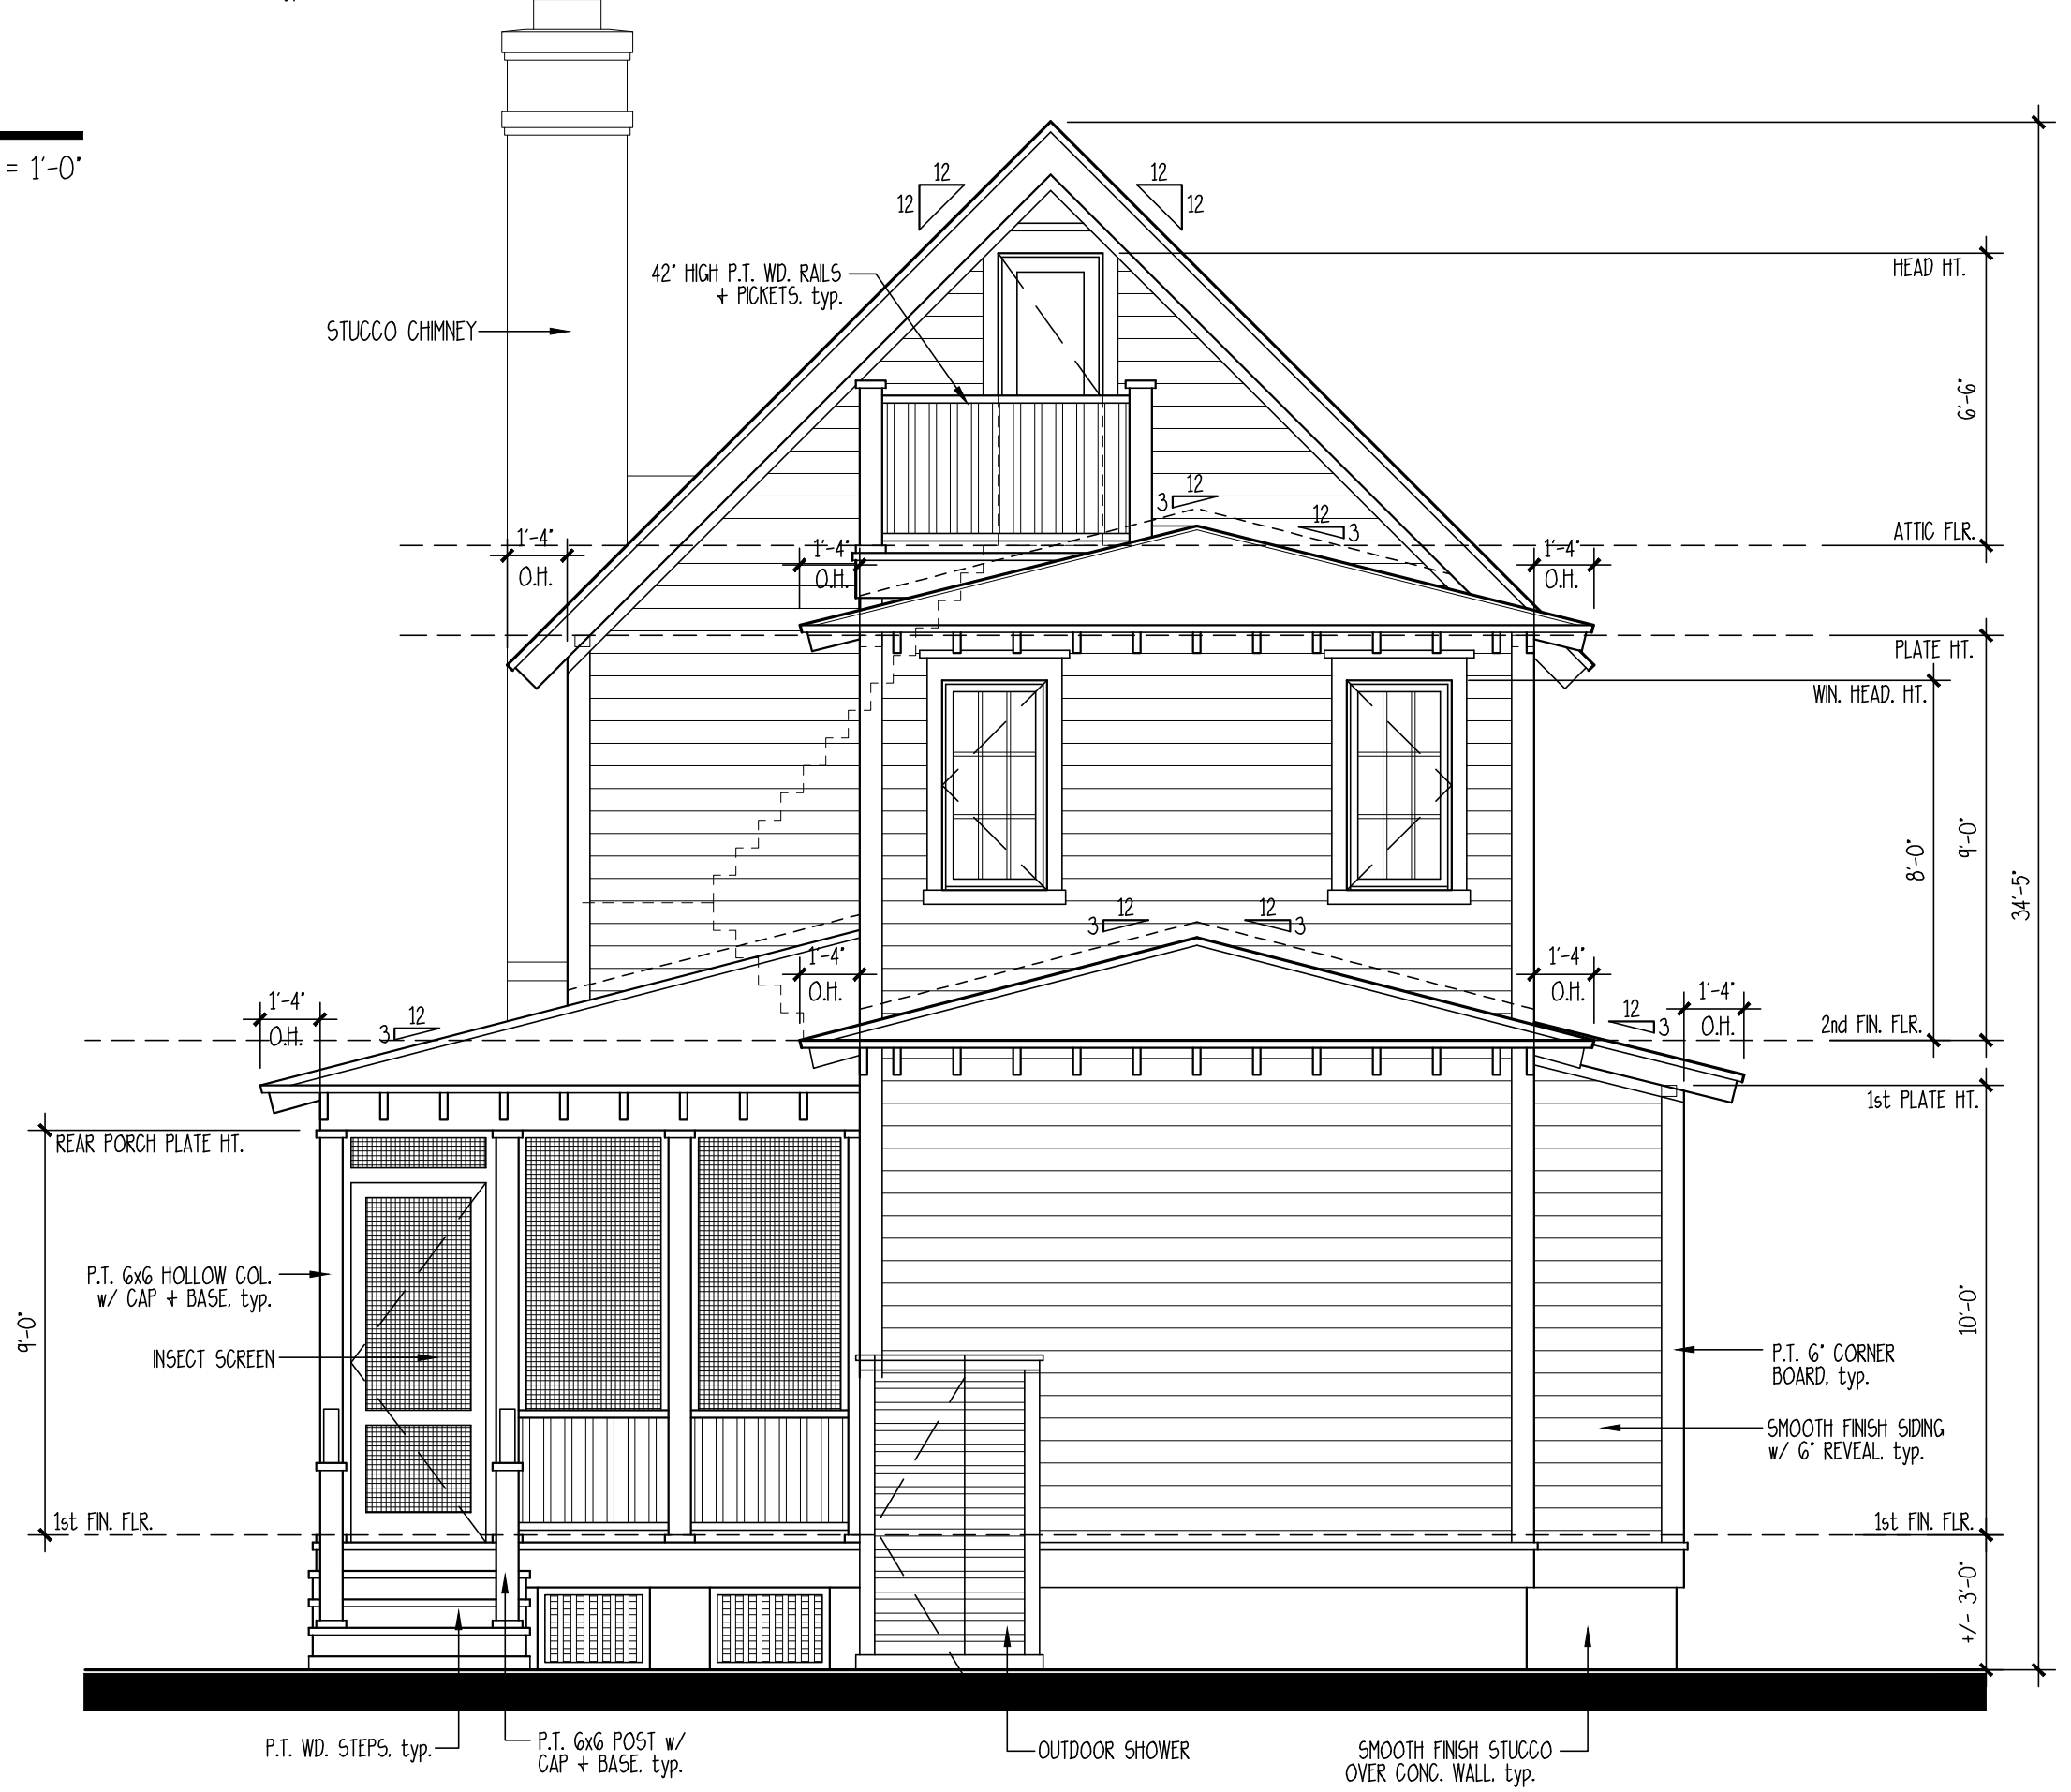 = 1'-0"
12
12
12
12
42" HIGH P.T. WD. RAILS
+ PICKETS, typ.
HEAD HT.
STUCCO CHIMNEY
6'-6"
12
3
12
3
ATTIC FLR.
1'-4"
O.H.
1'-4"
O.H.
1'-4"
O.H.
PLATE HT.
WIN. HEAD. HT.
8'-0"
9'-0"
34'-5"
12
3
12
3
1'-4"
O.H.
1'-4"
O.H.
1'-4"
O.H.
1'-4"
O.H.
12
3
12
3
2nd FIN. FLR.
1st PLATE HT.
REAR PORCH PLATE HT.
P.T. 6x6 HOLLOW COL.
w/ CAP + BASE, typ.
9'-0"
10'-0"
INSECT SCREEN
P.T. 6" CORNER
BOARD, typ.
SMOOTH FINISH SIDING
w/ 6" REVEAL, typ.
1st FIN. FLR.
1st FIN. FLR.
+/- 3'-0"
P.T. WD. STEPS, typ.
P.T. 6x6 POST w/
CAP + BASE, typ.
OUTDOOR SHOWER
SMOOTH FINISH STUCCO
OVER CONC. WALL, typ.